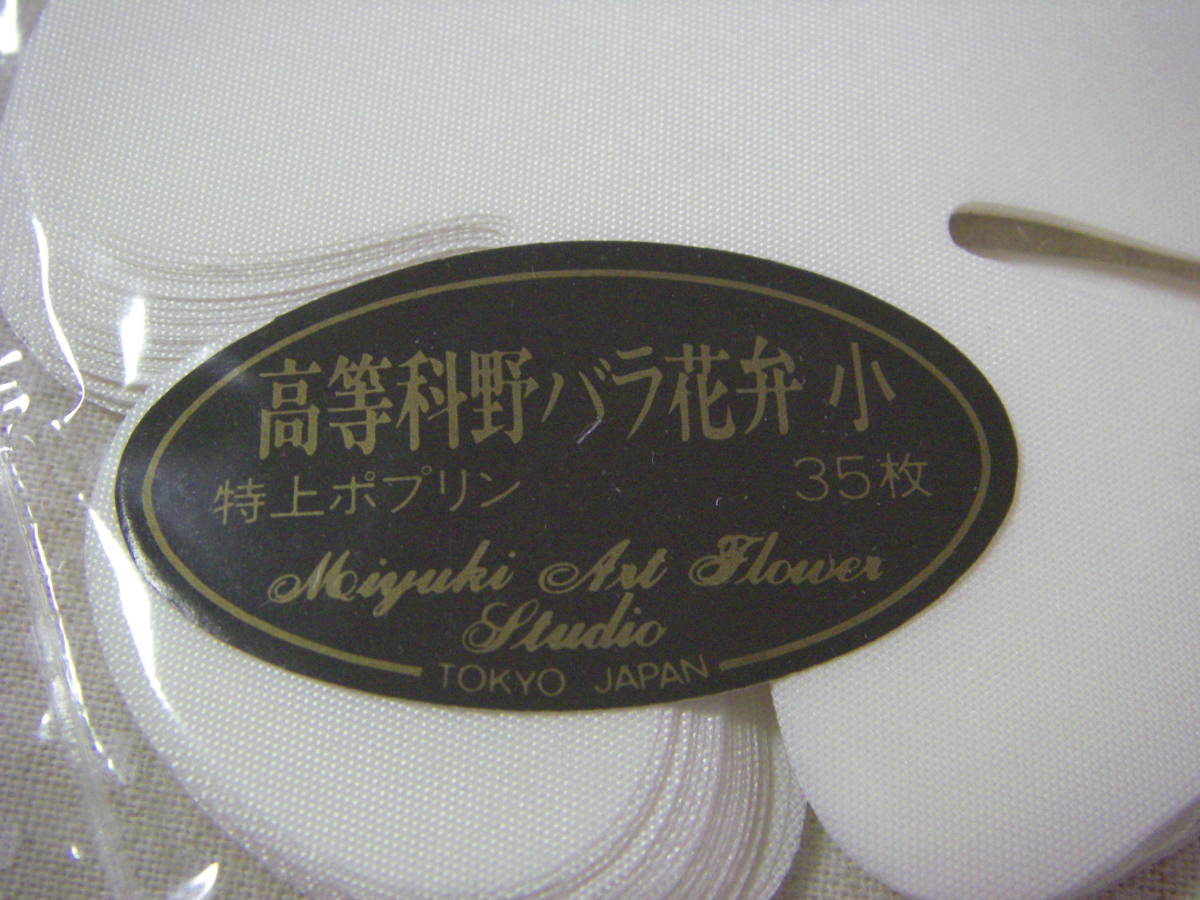 高等科野バラ花弁 小
特上ポプリン 35枚
Miyuki Art Flower
Studio
TOKYO JAPAN